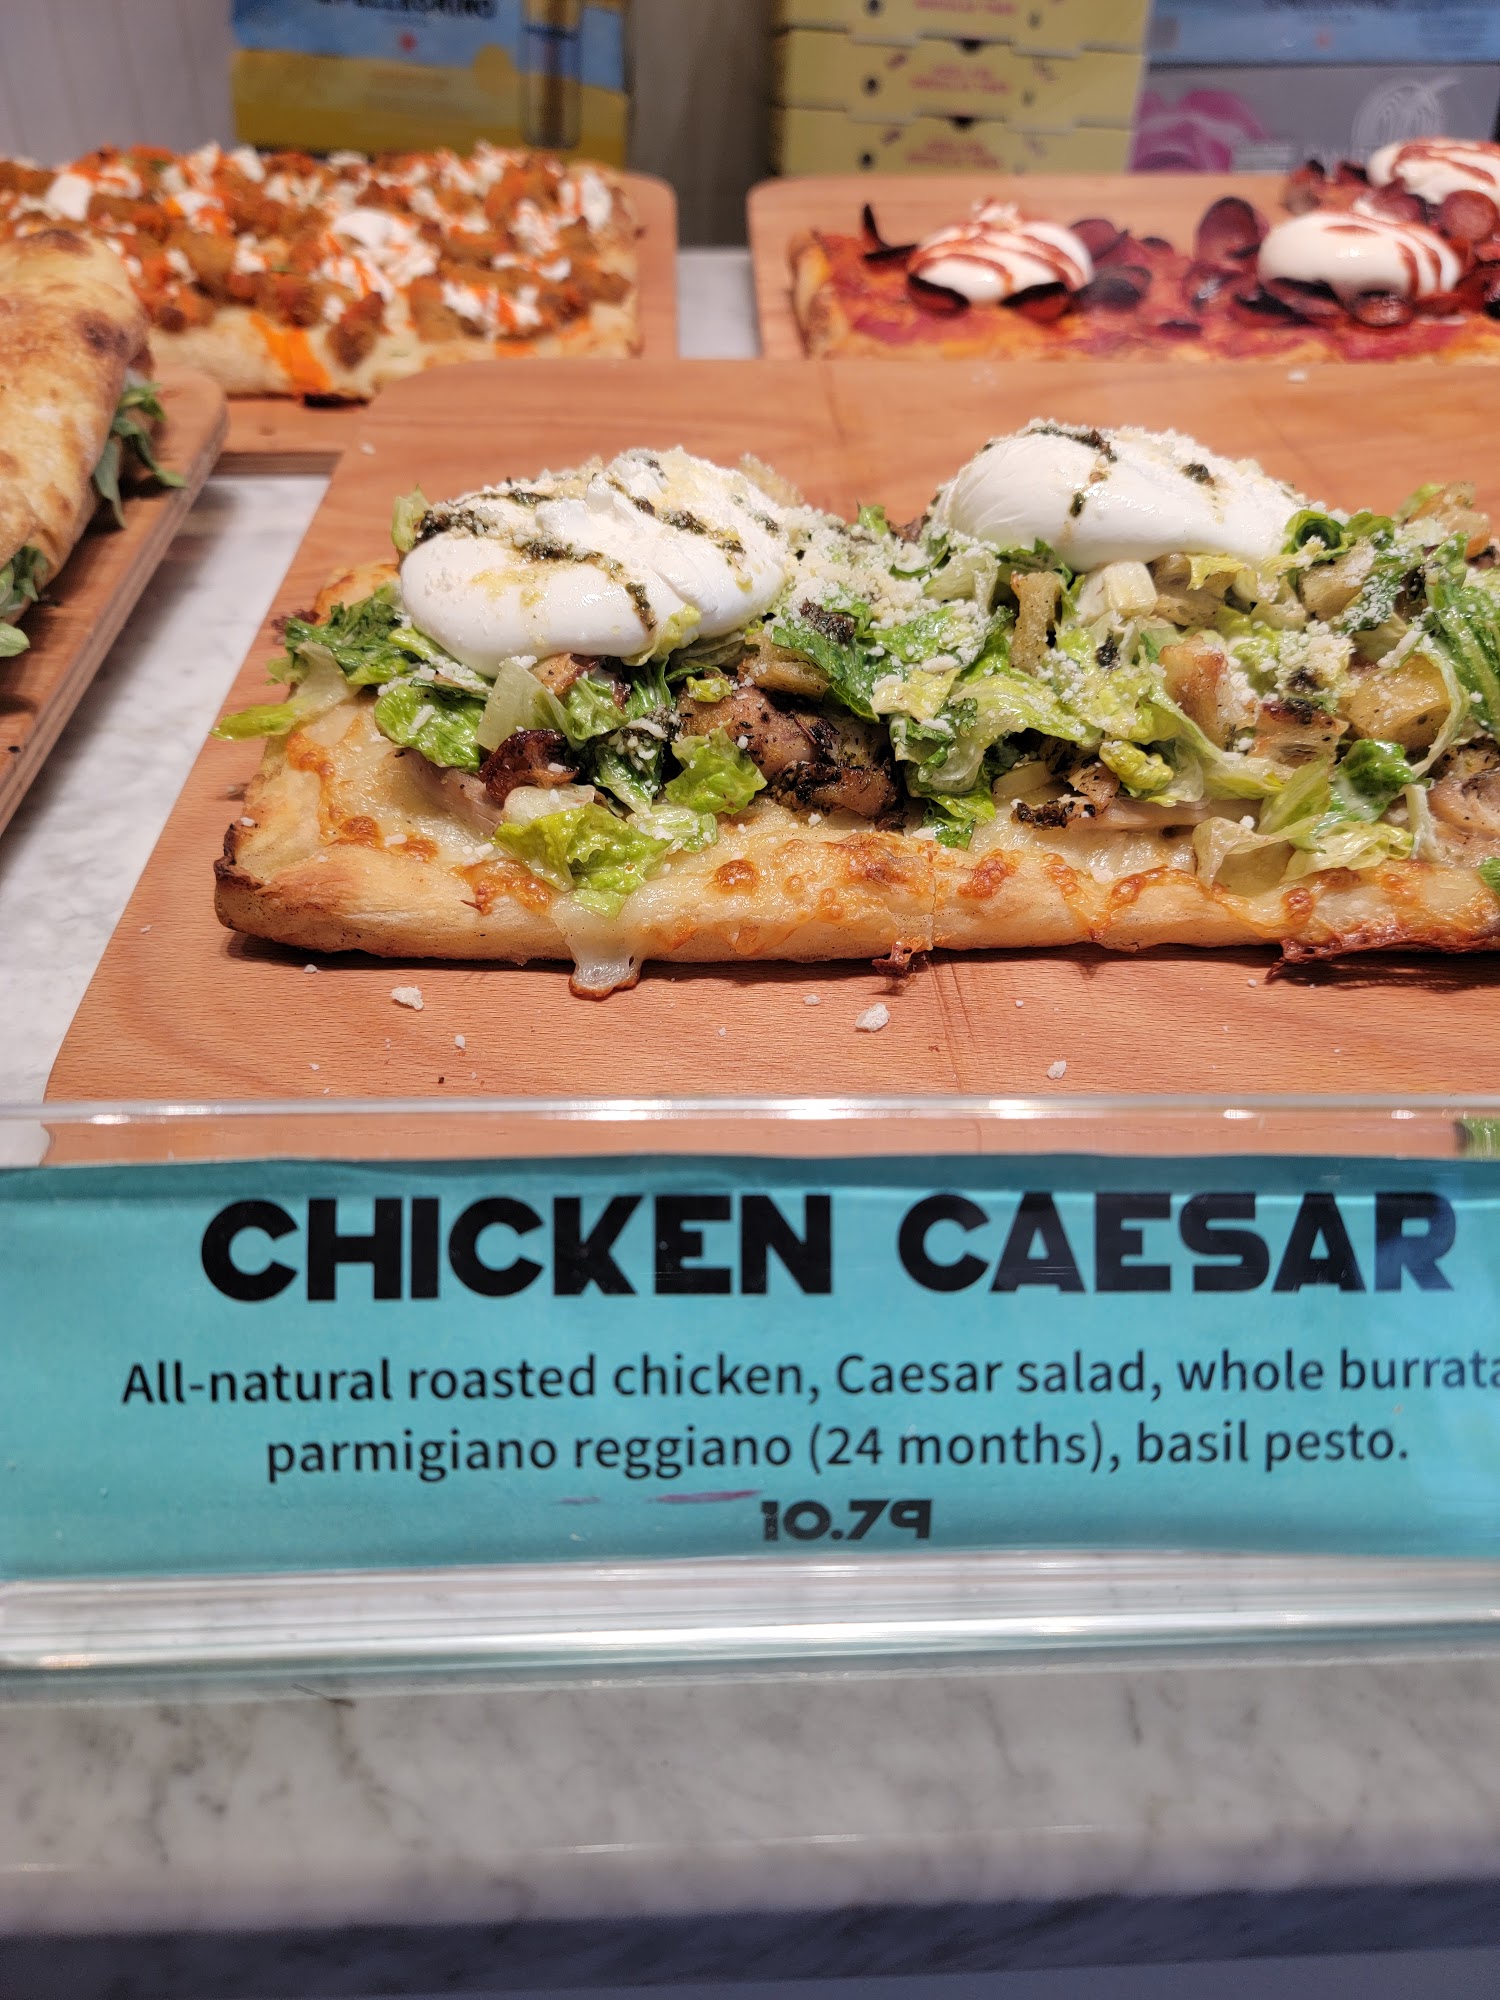 CHICKEN CAESAR
All-natural roasted chicken, Caesar salad, whole burrata
parmigiano reggiano (24 months), basil pesto.
10.79